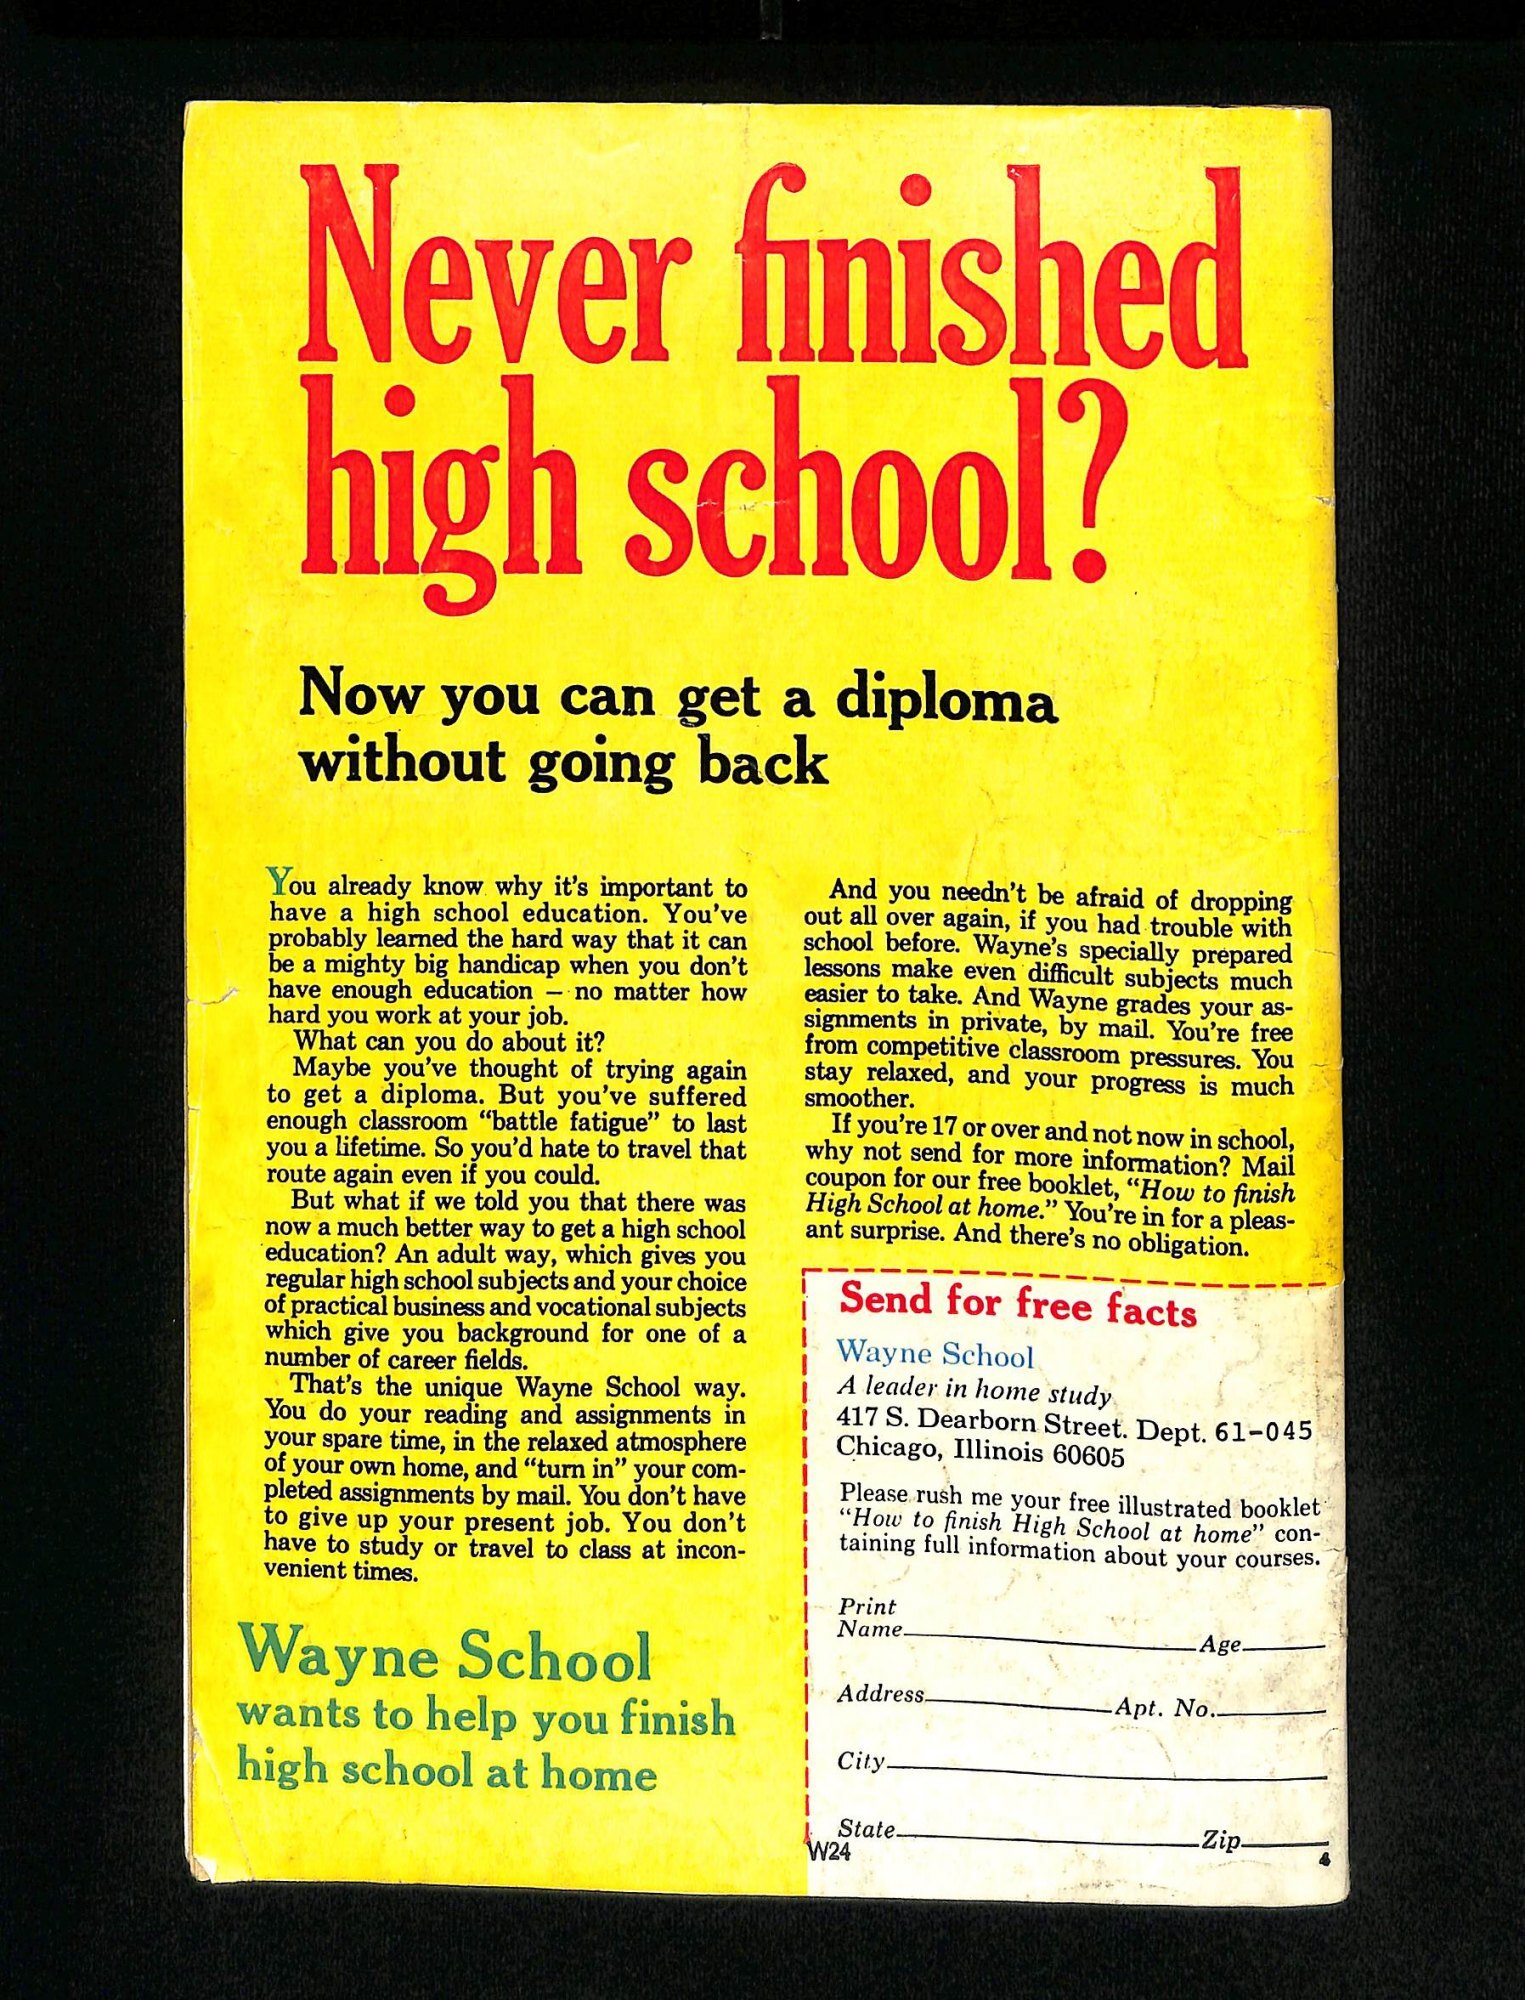 Never finished
high school?
Now you can get a diploma
without going back
You already know why it's important to
have a high school education. You've
probably learned the hard way that it can
be a mighty big handicap when you don't
have enough education – no matter how
hard you work at your job.
What can you do about it?
Maybe you've thought of trying again
to get a diploma. But you've suffered
enough classroom "battle fatigue" to last
you a lifetime. So you'd hate to travel that
route again even if you could.
But what if we told you that there was
now a much better way to get a high school
education? An adult way, which gives you
regular high school subjects and your choice
of practical business and vocational subjects
which give you background for one of a
number of career fields.
That's the unique Wayne School way.
You do your reading and assignments in
your spare time, in the relaxed atmosphere
of your own home, and "turn in" your com-
pleted assignments by mail. You don't have
to give up your present job. You don't
have to study or travel to class at incon-
venient times.
Wayne School
wants to help you finish
high school at home
And you needn't be afraid of dropping
out all over again, if you had trouble with
school before. Wayne's specially prepared
lessons make even difficult subjects much
easier to take. And Wayne grades your as-
signments in private, by mail. You're free
from competitive classroom pressures. You
stay relaxed, and your progress is much
smoother.
If you're 17 or over and not now in school,
why not send for more information? Mail
coupon for our free booklet, "How to finish
High School at home." You're in for a pleas-
ant surprise. And there's no obligation.
Send for free facts
Wayne School
A leader in home study
417 S. Dearborn Street. Dept. 61-045
Chicago, Illinois 60605
Please rush me your free illustrated booklet
"How to finish High School at home" con-
taining full information about your courses.
Print
Name Age
Address Apt. No.
City
State Zip
W24 4